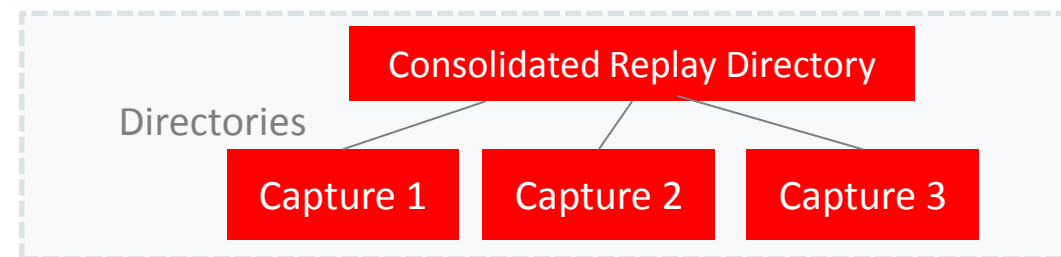 Consolidated Replay Directory
Directories
Capture 1
Capture 2
Capture 3